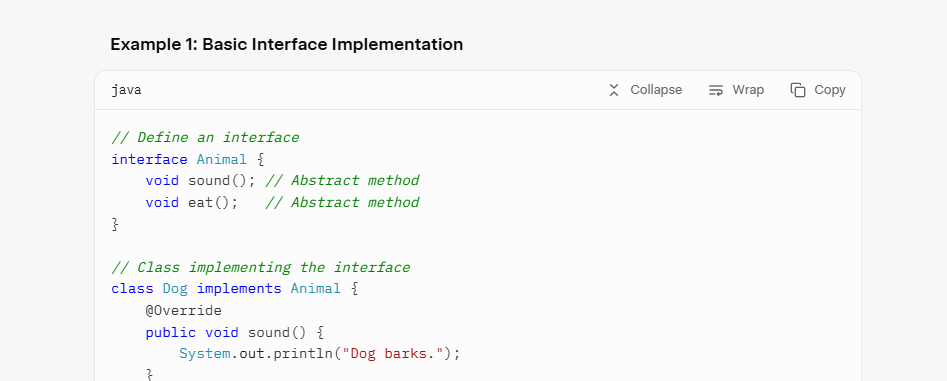 Example 1: Basic Interface Implementation
java Collapse Wrap Copy
// Define an interface
interface Animal {
    void sound(); // Abstract method
    void eat();   // Abstract method
}

// Class implementing the interface
class Dog implements Animal {
    @Override
    public void sound() {
        System.out.println("Dog barks.");
    }